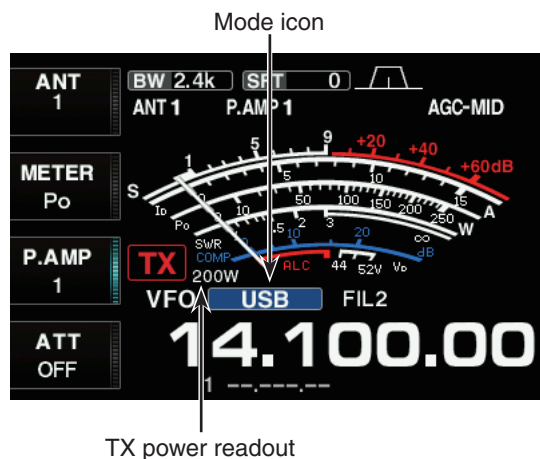 Mode icon
ANT
1
BW 2.4k SFT 0
ANT 1 P.AMP 1 AGC-MID
METER
Po
S 1 5 9 +20 +40 +60dB
ID 0 5 10 15 A
Po 0 10 50 100 150 200 250 W
SWR 1 1.5 2 3 ∞
COMP 0 10 20 dB
ALC 44 52V VD
P.AMP
1
TX
200W
VFO USB FIL2
ATT
OFF
14.100.00
1 --.---.--
TX power readout